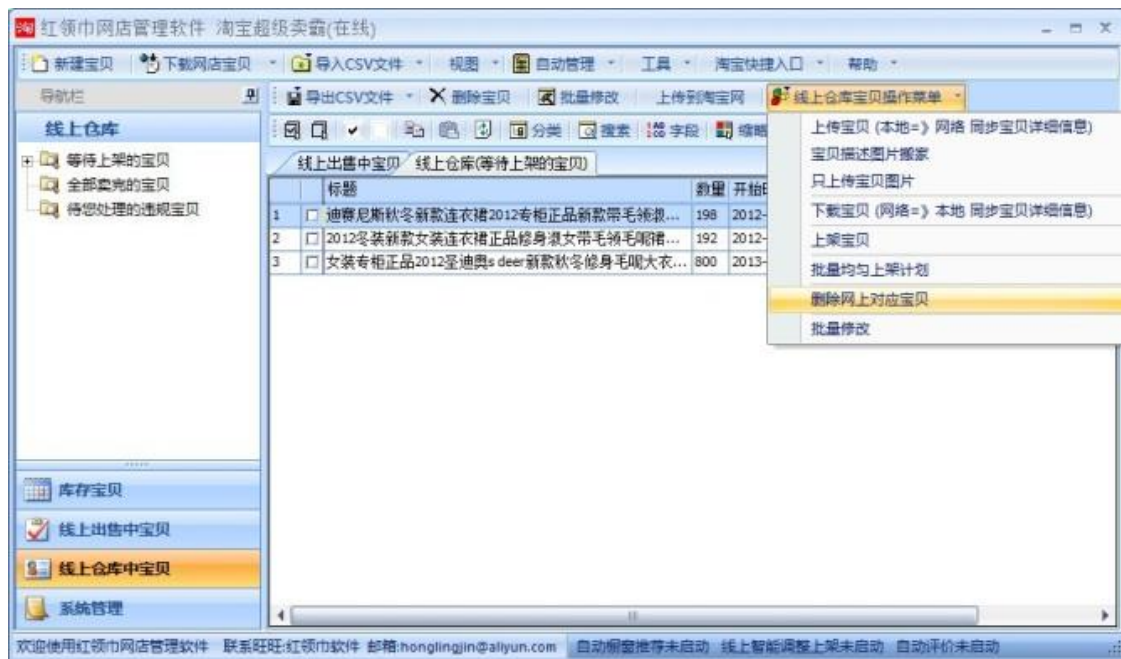 红领巾网店管理软件 淘宝超级卖霸(在线)
新建宝贝 下载网店宝贝 导入CSV文件 视图 自动管理 工具 淘宝快捷入口 帮助
导航栏
导出CSV文件 删除宝贝 批量修改 上传到淘宝网 线上仓库宝贝操作菜单
线上仓库
分类 搜索 字段 缩略
等待上架的宝贝
全部卖完的宝贝
待您处理的违规宝贝
线上出售中宝贝 线上仓库(等待上架的宝贝)
标题 数量 开始
1 迪赛尼斯秋冬新款连衣裙2012专柜正品新款带毛领淑... 198 2012-
2 2012冬装新款女装连衣裙正品修身淑女带毛领毛呢裙... 192 2012-
3 女装专柜正品2012圣迪奥s deer新款秋冬修身毛呢大衣... 800 2013-
上传宝贝 (本地=》网络 同步宝贝详细信息)
宝贝描述图片搬家
只上传宝贝图片
下载宝贝 (网络=》本地 同步宝贝详细信息)
上架宝贝
批量均匀上架计划
删除网上对应宝贝
批量修改
库存宝贝
线上出售中宝贝
线上仓库中宝贝
系统管理
欢迎使用红领巾网店管理软件 联系旺旺:红领巾软件 邮箱:honglingjin@aliyun.com 自动橱窗推荐未启动 线上智能调整上架未启动 自动评价未启动